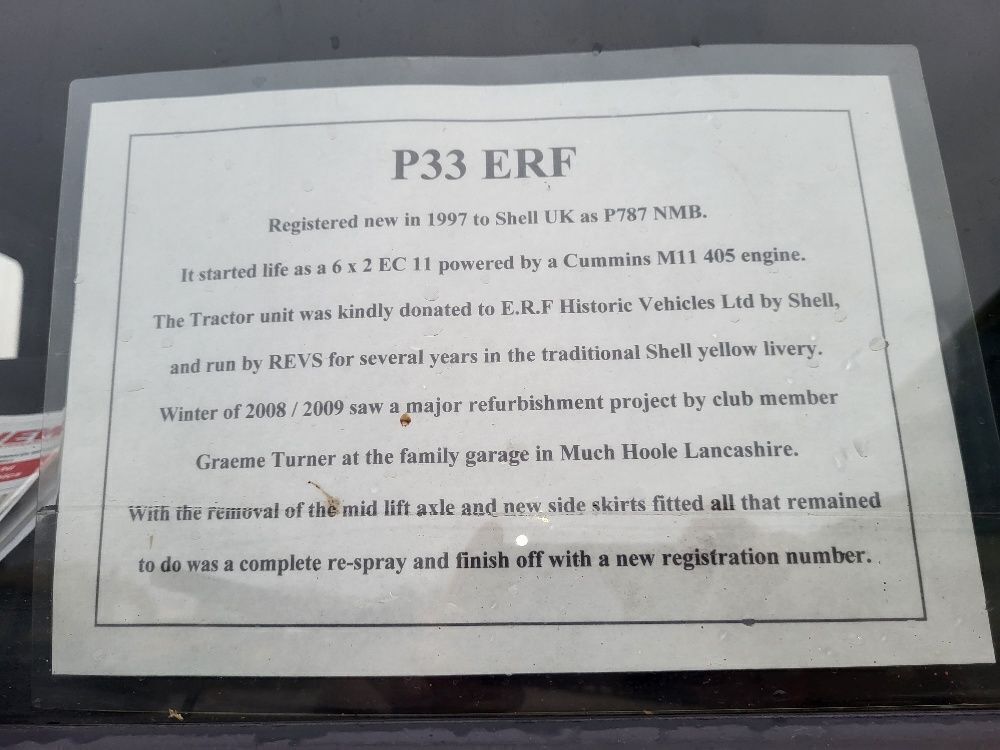 P33 ERF
Registered new in 1997 to Shell UK as P787 NMB.
It started life as a 6 x 2 EC 11 powered by a Cummins M11 405 engine.
The Tractor unit was kindly donated to E.R.F Historic Vehicles Ltd by Shell,
and run by REVS for several years in the traditional Shell yellow livery.
Winter of 2008 / 2009 saw a major refurbishment project by club member
Graeme Turner at the family garage in Much Hoole Lancashire.
With the removal of the mid lift axle and new side skirts fitted all that remained
to do was a complete re-spray and finish off with a new registration number.